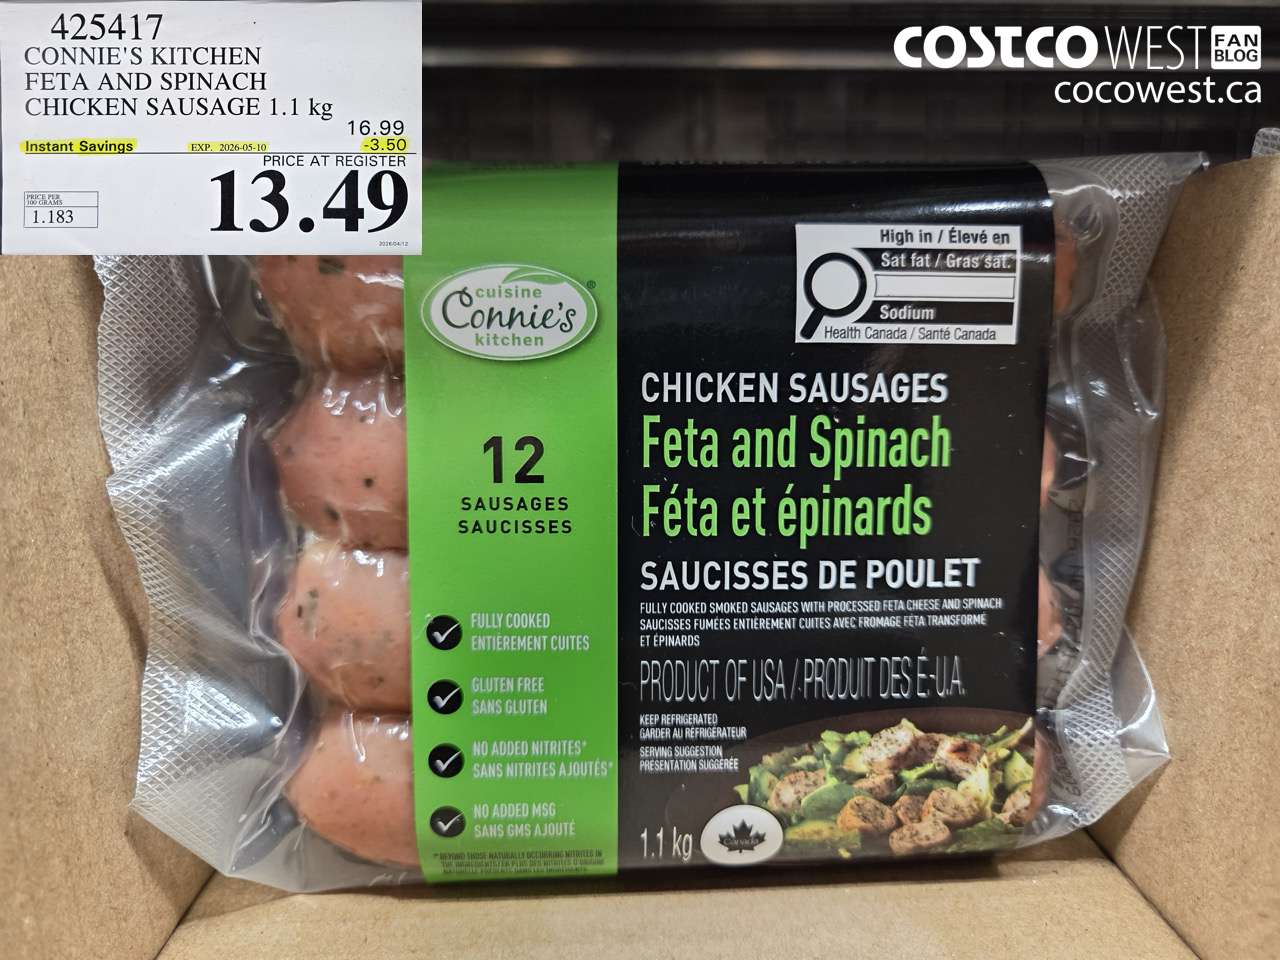 425417
CONNIE'S KITCHEN
FETA AND SPINACH
CHICKEN SAUSAGE 1.1 kg
16.99
Instant Savings EXP. 2026-05-10 -3.50
PRICE AT REGISTER
PRICE PER
100 GRAMS
1.183
13.49
2026/04/12
COSTCO WEST FAN BLOG
cocowest.ca
High in / Élevé en
Sat fat / Gras sat.
Sodium
Health Canada / Santé Canada
cuisine
Connie's ®
kitchen
12
SAUSAGES
SAUCISSES
FULLY COOKED
ENTIÈREMENT CUITES
GLUTEN FREE
SANS GLUTEN
NO ADDED NITRITES*
SANS NITRITES AJOUTÉS*
NO ADDED MSG
SANS GMS AJOUTÉ
CHICKEN SAUSAGES
Feta and Spinach
Féta et épinards
SAUCISSES DE POULET
FULLY COOKED SMOKED SAUSAGES WITH PROCESSED FETA CHEESE AND SPINACH
SAUCISSES FUMÉES ENTIÈREMENT CUITES AVEC FROMAGE FÉTA TRANSFORMÉ
ET ÉPINARDS
PRODUCT OF USA / PRODUIT DES É.-U.A.
KEEP REFRIGERATED
GARDER AU RÉFRIGÉRATEUR
SERVING SUGGESTION
PRÉSENTATION SUGGÉRÉE
1.1 kg
Canada